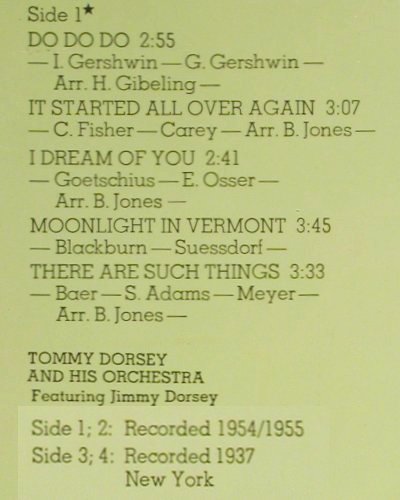 Side 1★
DO DO DO 2:55
— I. Gershwin — G. Gershwin —
Arr. H. Gibeling —
IT STARTED ALL OVER AGAIN 3:07
— C. Fisher — Carey — Arr. B. Jones —
I DREAM OF YOU 2:41
— Goetschius — E. Osser —
Arr. B. Jones —
MOONLIGHT IN VERMONT 3:45
— Blackburn — Suessdorf —
THERE ARE SUCH THINGS 3:33
— Baer — S. Adams — Meyer —
Arr. B. Jones —
TOMMY DORSEY
AND HIS ORCHESTRA
Featuring Jimmy Dorsey
Side 1; 2: Recorded 1954/1955
Side 3; 4: Recorded 1937
New York